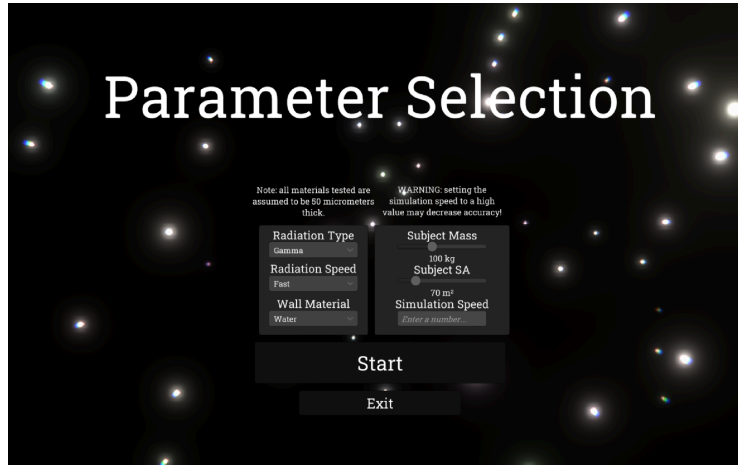 Parameter Selection
Note: all materials tested are
assumed to be 50 micrometers
thick.
WARNING: setting the
simulation speed to a high
value may decrease accuracy!
Radiation Type
Gamma
Radiation Speed
Fast
Wall Material
Water
Subject Mass
100 kg
Subject SA
70 m²
Simulation Speed
Enter a number...
Start
Exit